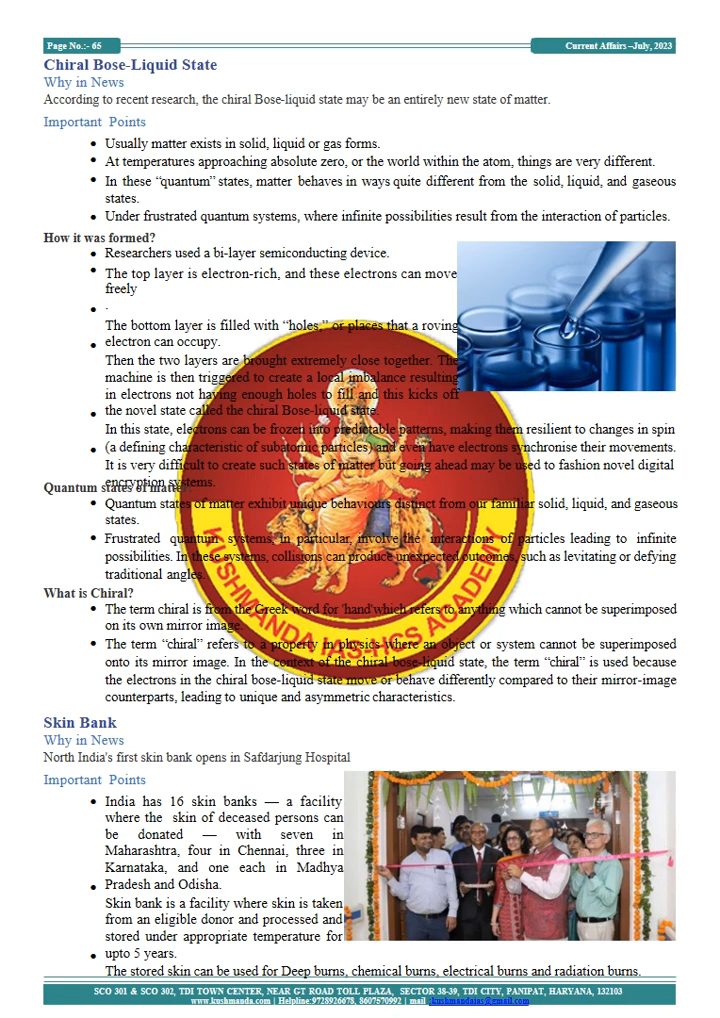 Page No.:- 65
Current Affairs –July, 2023
Chiral Bose-Liquid State
Why in News
According to recent research, the chiral Bose-liquid state may be an entirely new state of matter.
Important Points
• Usually matter exists in solid, liquid or gas forms.
• At temperatures approaching absolute zero, or the world within the atom, things are very different.
• In these “quantum” states, matter behaves in ways quite different from the solid, liquid, and gaseous
states.
• Under frustrated quantum systems, where infinite possibilities result from the interaction of particles.
How it was formed?
• Researchers used a bi-layer semiconducting device.
• The top layer is electron-rich, and these electrons can move
freely
• .
The bottom layer is filled with “holes,” or places that a roving
• electron can occupy.
Then the two layers are brought extremely close together. The
machine is then triggered to create a local imbalance resulting
in electrons not having enough holes to fill and this kicks off
• the novel state called the chiral Bose-liquid state.
In this state, electrons can be frozen into predictable patterns, making them resilient to changes in spin
• (a defining characteristic of subatomic particles) and even have electrons synchronise their movements.
It is very difficult to create such states of matter but going ahead may be used to fashion novel digital
encryption systems.
Quantum states of matter:
• Quantum states of matter exhibit unique behaviours distinct from our familiar solid, liquid, and gaseous
states.
• Frustrated quantum systems, in particular, involve the interactions of particles leading to infinite
possibilities. In these systems, collisions can produce unexpected outcomes, such as levitating or defying
traditional angles.
What is Chiral?
• The term chiral is from the Greek word for 'hand'which refers to anything which cannot be superimposed
on its own mirror image.
• The term “chiral” refers to a property in physics where an object or system cannot be superimposed
onto its mirror image. In the context of the chiral bose-liquid state, the term “chiral” is used because
the electrons in the chiral bose-liquid state move or behave differently compared to their mirror-image
counterparts, leading to unique and asymmetric characteristics.
KUSHMANDA IAS-HCS ACADEMY
Skin Bank
Why in News
North India's first skin bank opens in Safdarjung Hospital
Important Points
• India has 16 skin banks — a facility
where the skin of deceased persons can
be donated — with seven in
Maharashtra, four in Chennai, three in
Karnataka, and one each in Madhya
• Pradesh and Odisha.
Skin bank is a facility where skin is taken
from an eligible donor and processed and
stored under appropriate temperature for
• upto 5 years.
The stored skin can be used for Deep burns, chemical burns, electrical burns and radiation burns.
SCO 301 & SCO 302, TDI TOWN CENTER, NEAR GT ROAD TOLL PLAZA, SECTOR 38-39, TDI CITY, PANIPAT, HARYANA, 132103
www.kushmanda.com | Helpline:9728926678, 8607570992 | mail :kushmandaias@gmail.com